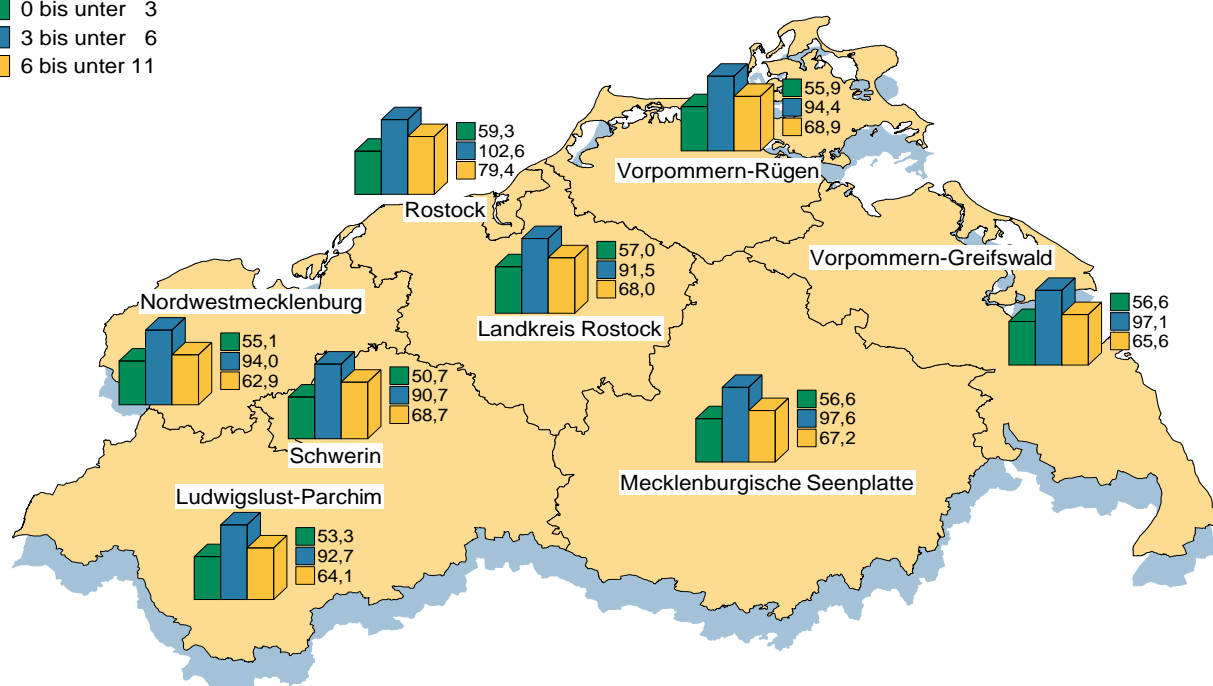 0 bis unter 3
3 bis unter 6
6 bis unter 11
55,9
94,4
68,9
Vorpommern-Rügen
59,3
102,6
79,4
Rostock
57,0
91,5
68,0
Landkreis Rostock
Vorpommern-Greifswald
56,6
97,1
65,6
Nordwestmecklenburg
55,1
94,0
62,9
50,7
90,7
68,7
Schwerin
56,6
97,6
67,2
Mecklenburgische Seenplatte
Ludwigslust-Parchim
53,3
92,7
64,1